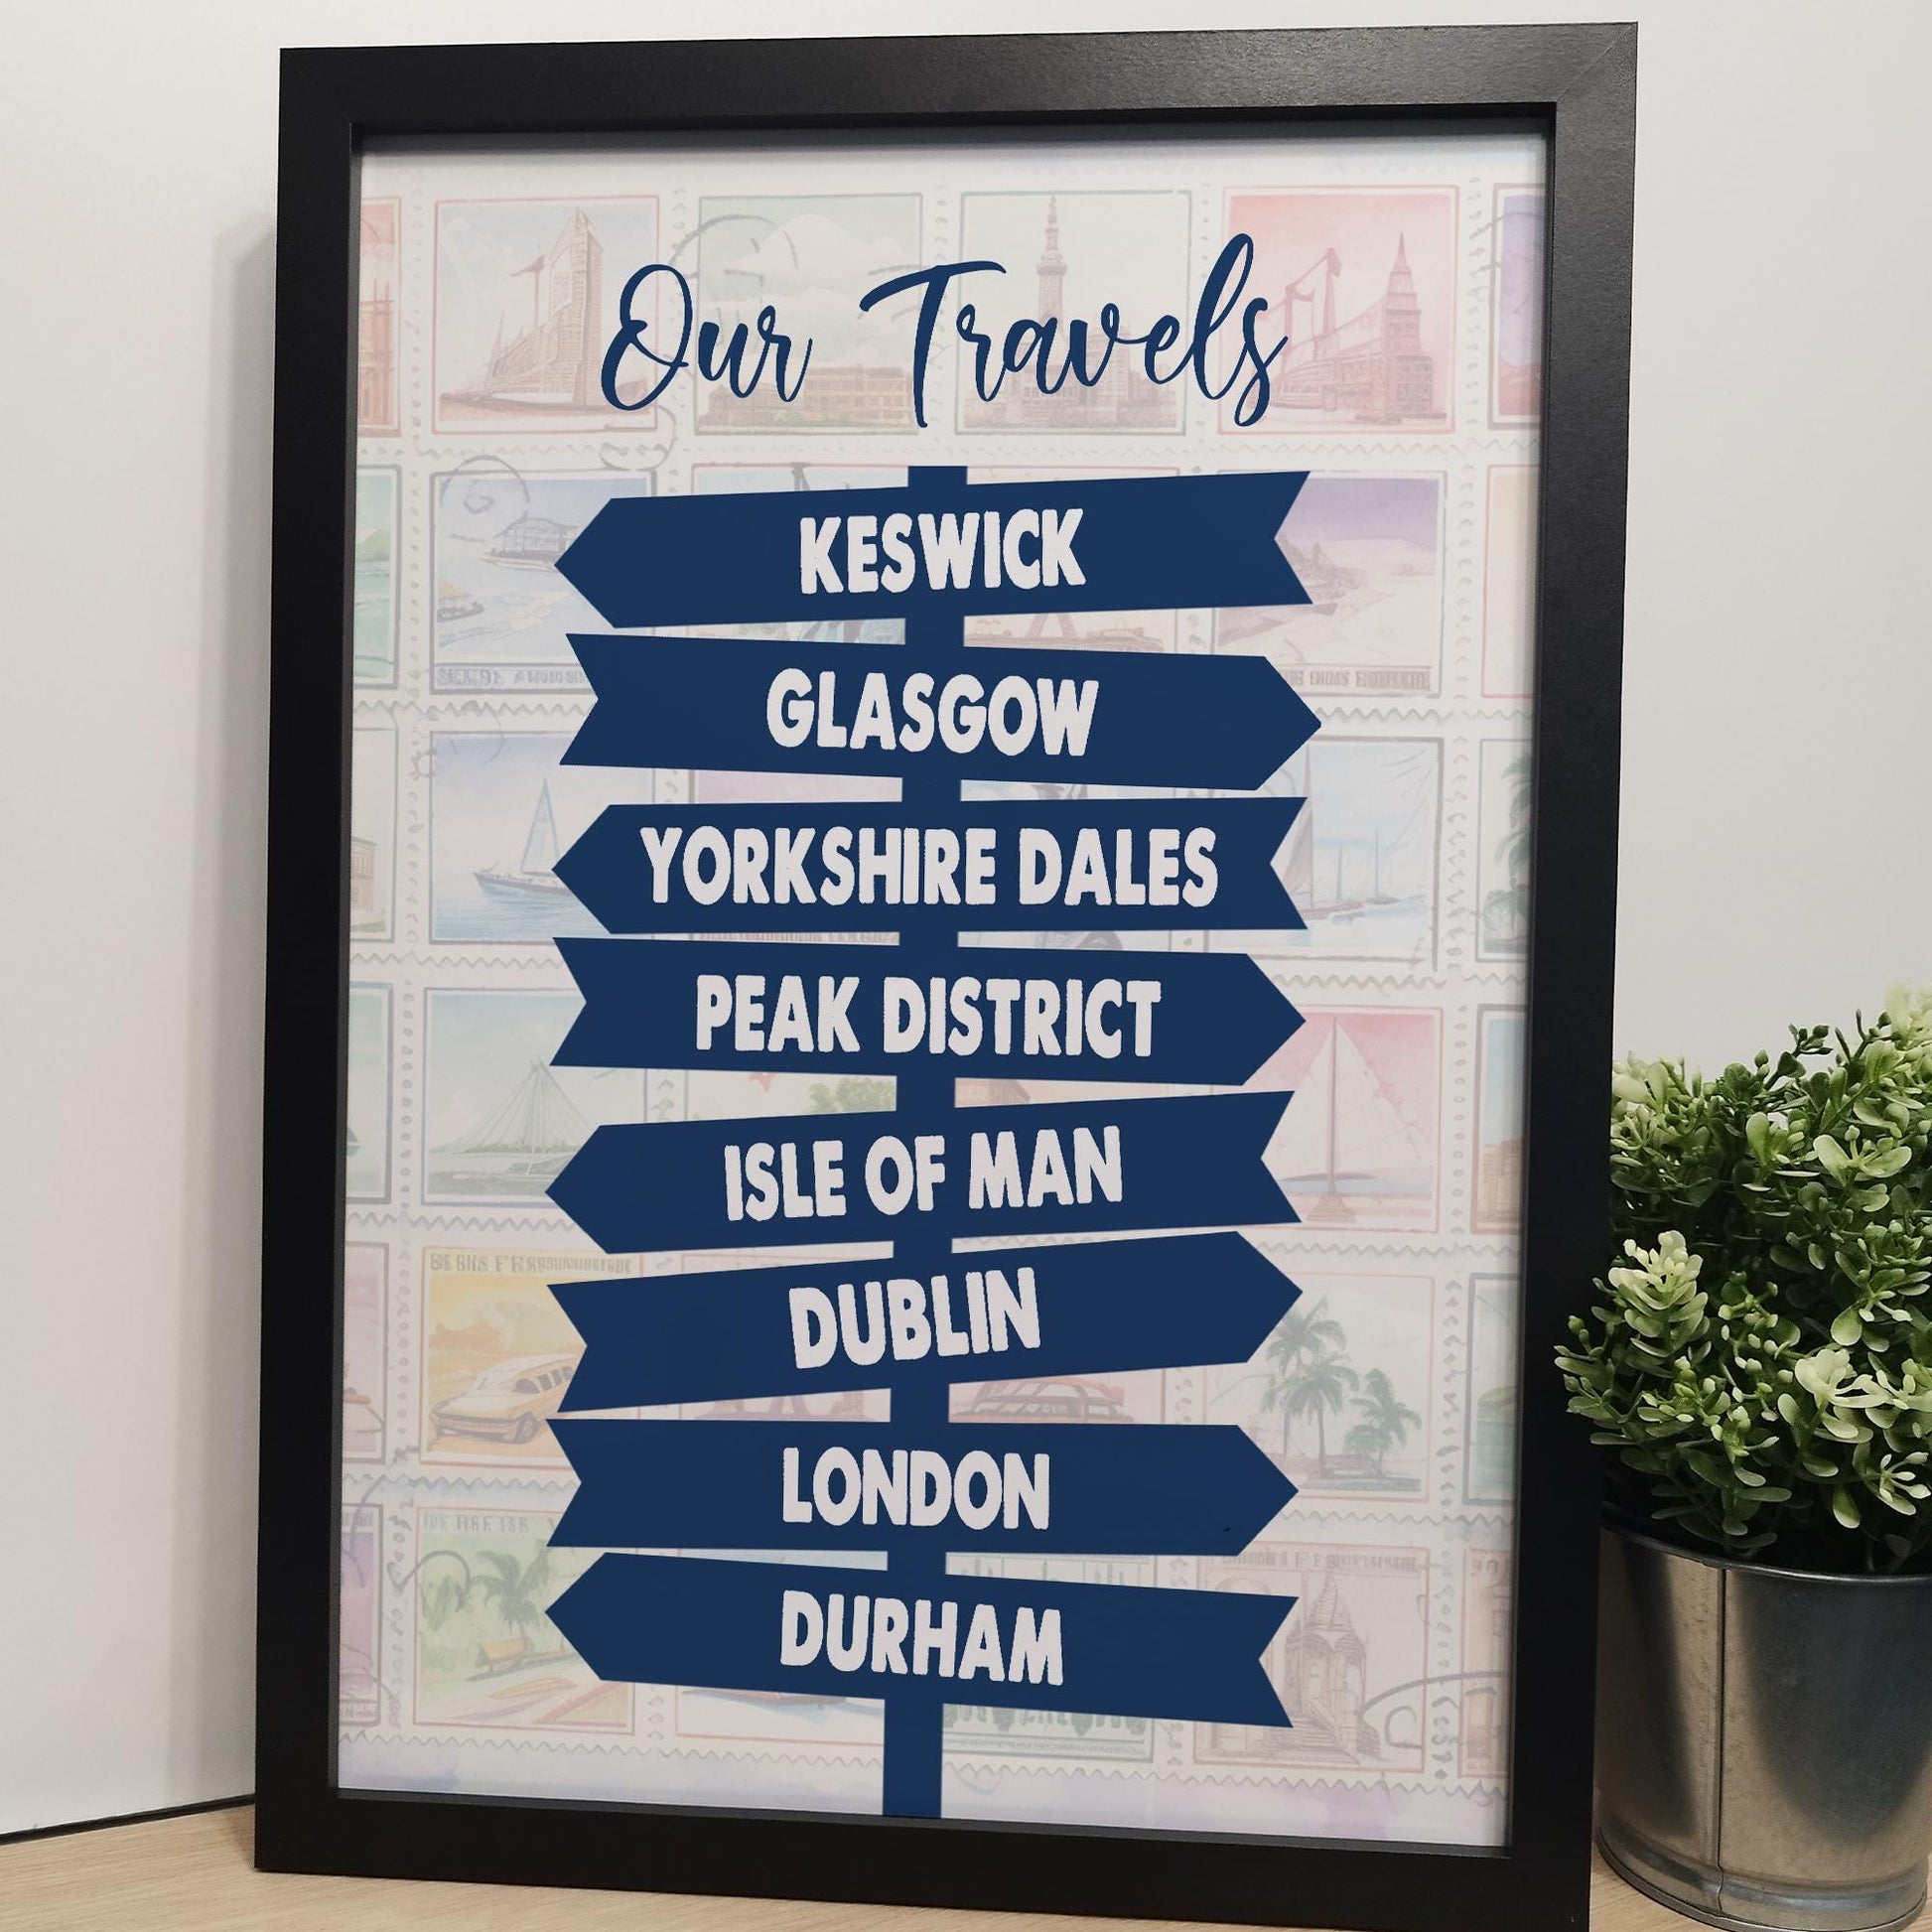 Our Travels
KESWICK
GLASGOW
YORKSHIRE DALES
PEAK DISTRICT
ISLE OF MAN
DUBLIN
LONDON
DURHAM